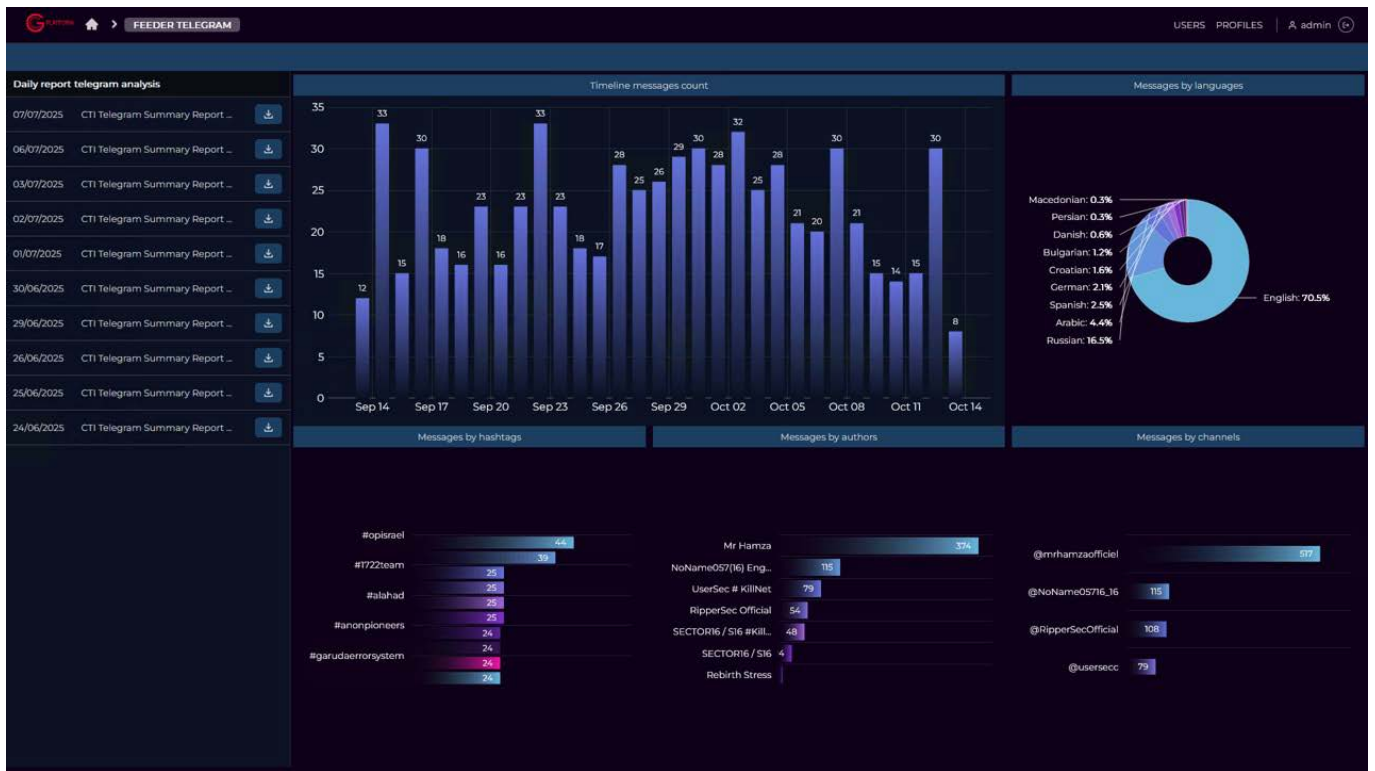 G PLATFORM > FEEDER TELEGRAM
USERS PROFILES admin
Daily report telegram analysis
07/07/2025 CTI Telegram Summary Report ...
06/07/2025 CTI Telegram Summary Report ...
03/07/2025 CTI Telegram Summary Report ...
02/07/2025 CTI Telegram Summary Report ...
01/07/2025 CTI Telegram Summary Report ...
30/06/2025 CTI Telegram Summary Report ...
29/06/2025 CTI Telegram Summary Report ...
26/06/2025 CTI Telegram Summary Report ...
25/06/2025 CTI Telegram Summary Report ...
24/06/2025 CTI Telegram Summary Report ...
Timeline messages count
35
30
25
20
15
10
5
0
12 33 15 30 18 16 23 16 23 33 23 18 17 28 25 26 29 30 28 32 25 28 21 20 30 21 15 14 15 30 8
Sep 14 Sep 17 Sep 20 Sep 23 Sep 26 Sep 29 Oct 02 Oct 05 Oct 08 Oct 11 Oct 14
Messages by languages
Macedonian: 0.3%
Persian: 0.3%
Danish: 0.6%
Bulgarian: 1.2%
Croatian: 1.6%
German: 2.1%
Spanish: 2.5%
Arabic: 4.4%
Russian: 16.5%
English: 70.5%
Messages by hashtags
#opisrael
44
39
#1722team
25
25
#alahad
25
25
#anonpioneers
24
24
#garudaerrorsystem
24
24
Messages by authors
Mr Hamza 374
NoName057(16) Eng... 115
UserSec # KillNet 79
RipperSec Official 54
SECTOR16 / S16 #Kill... 48
SECTOR16 / S16 4
Rebirth Stress
Messages by channels
@mrhamzaofficiel 517
@NoName05716_16 115
@RipperSecOfficial 108
@usersecc 79